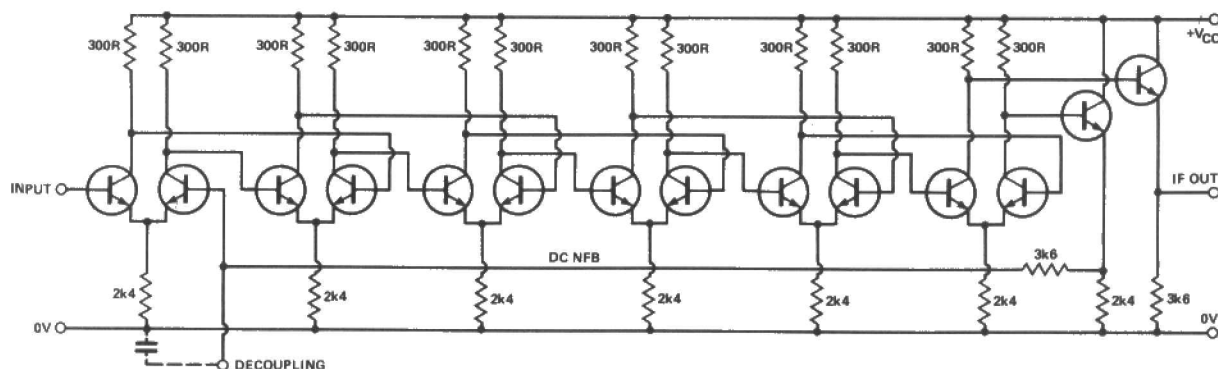 300R 300R 300R 300R 300R 300R 300R 300R 300R 300R 300R 300R +VCC
INPUT
IF OUT
DC NFB
3k6
2k4 2k4 2k4 2k4 2k4 2k4 2k4 3k6
0V 0V
DECOUPLING